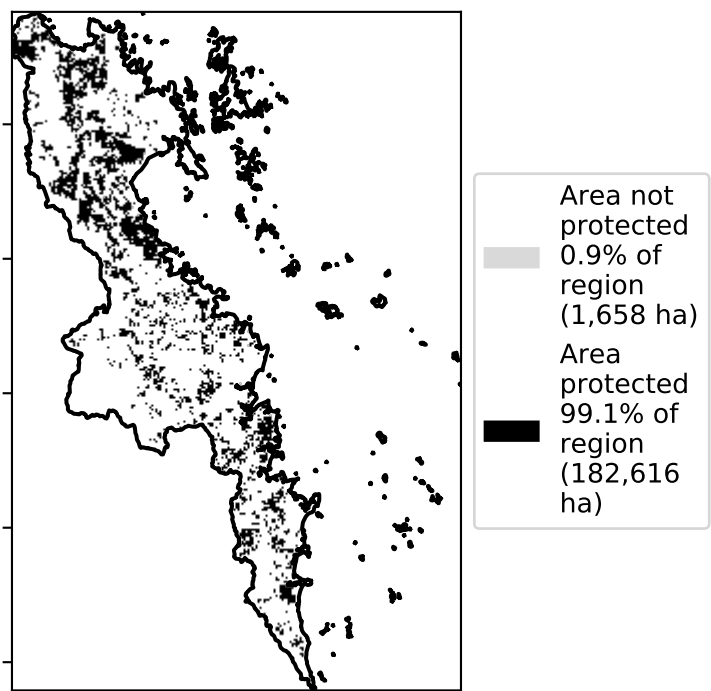 Area not
protected
0.9% of
region
(1,658 ha)
Area
protected
99.1% of
region
(182,616
ha)